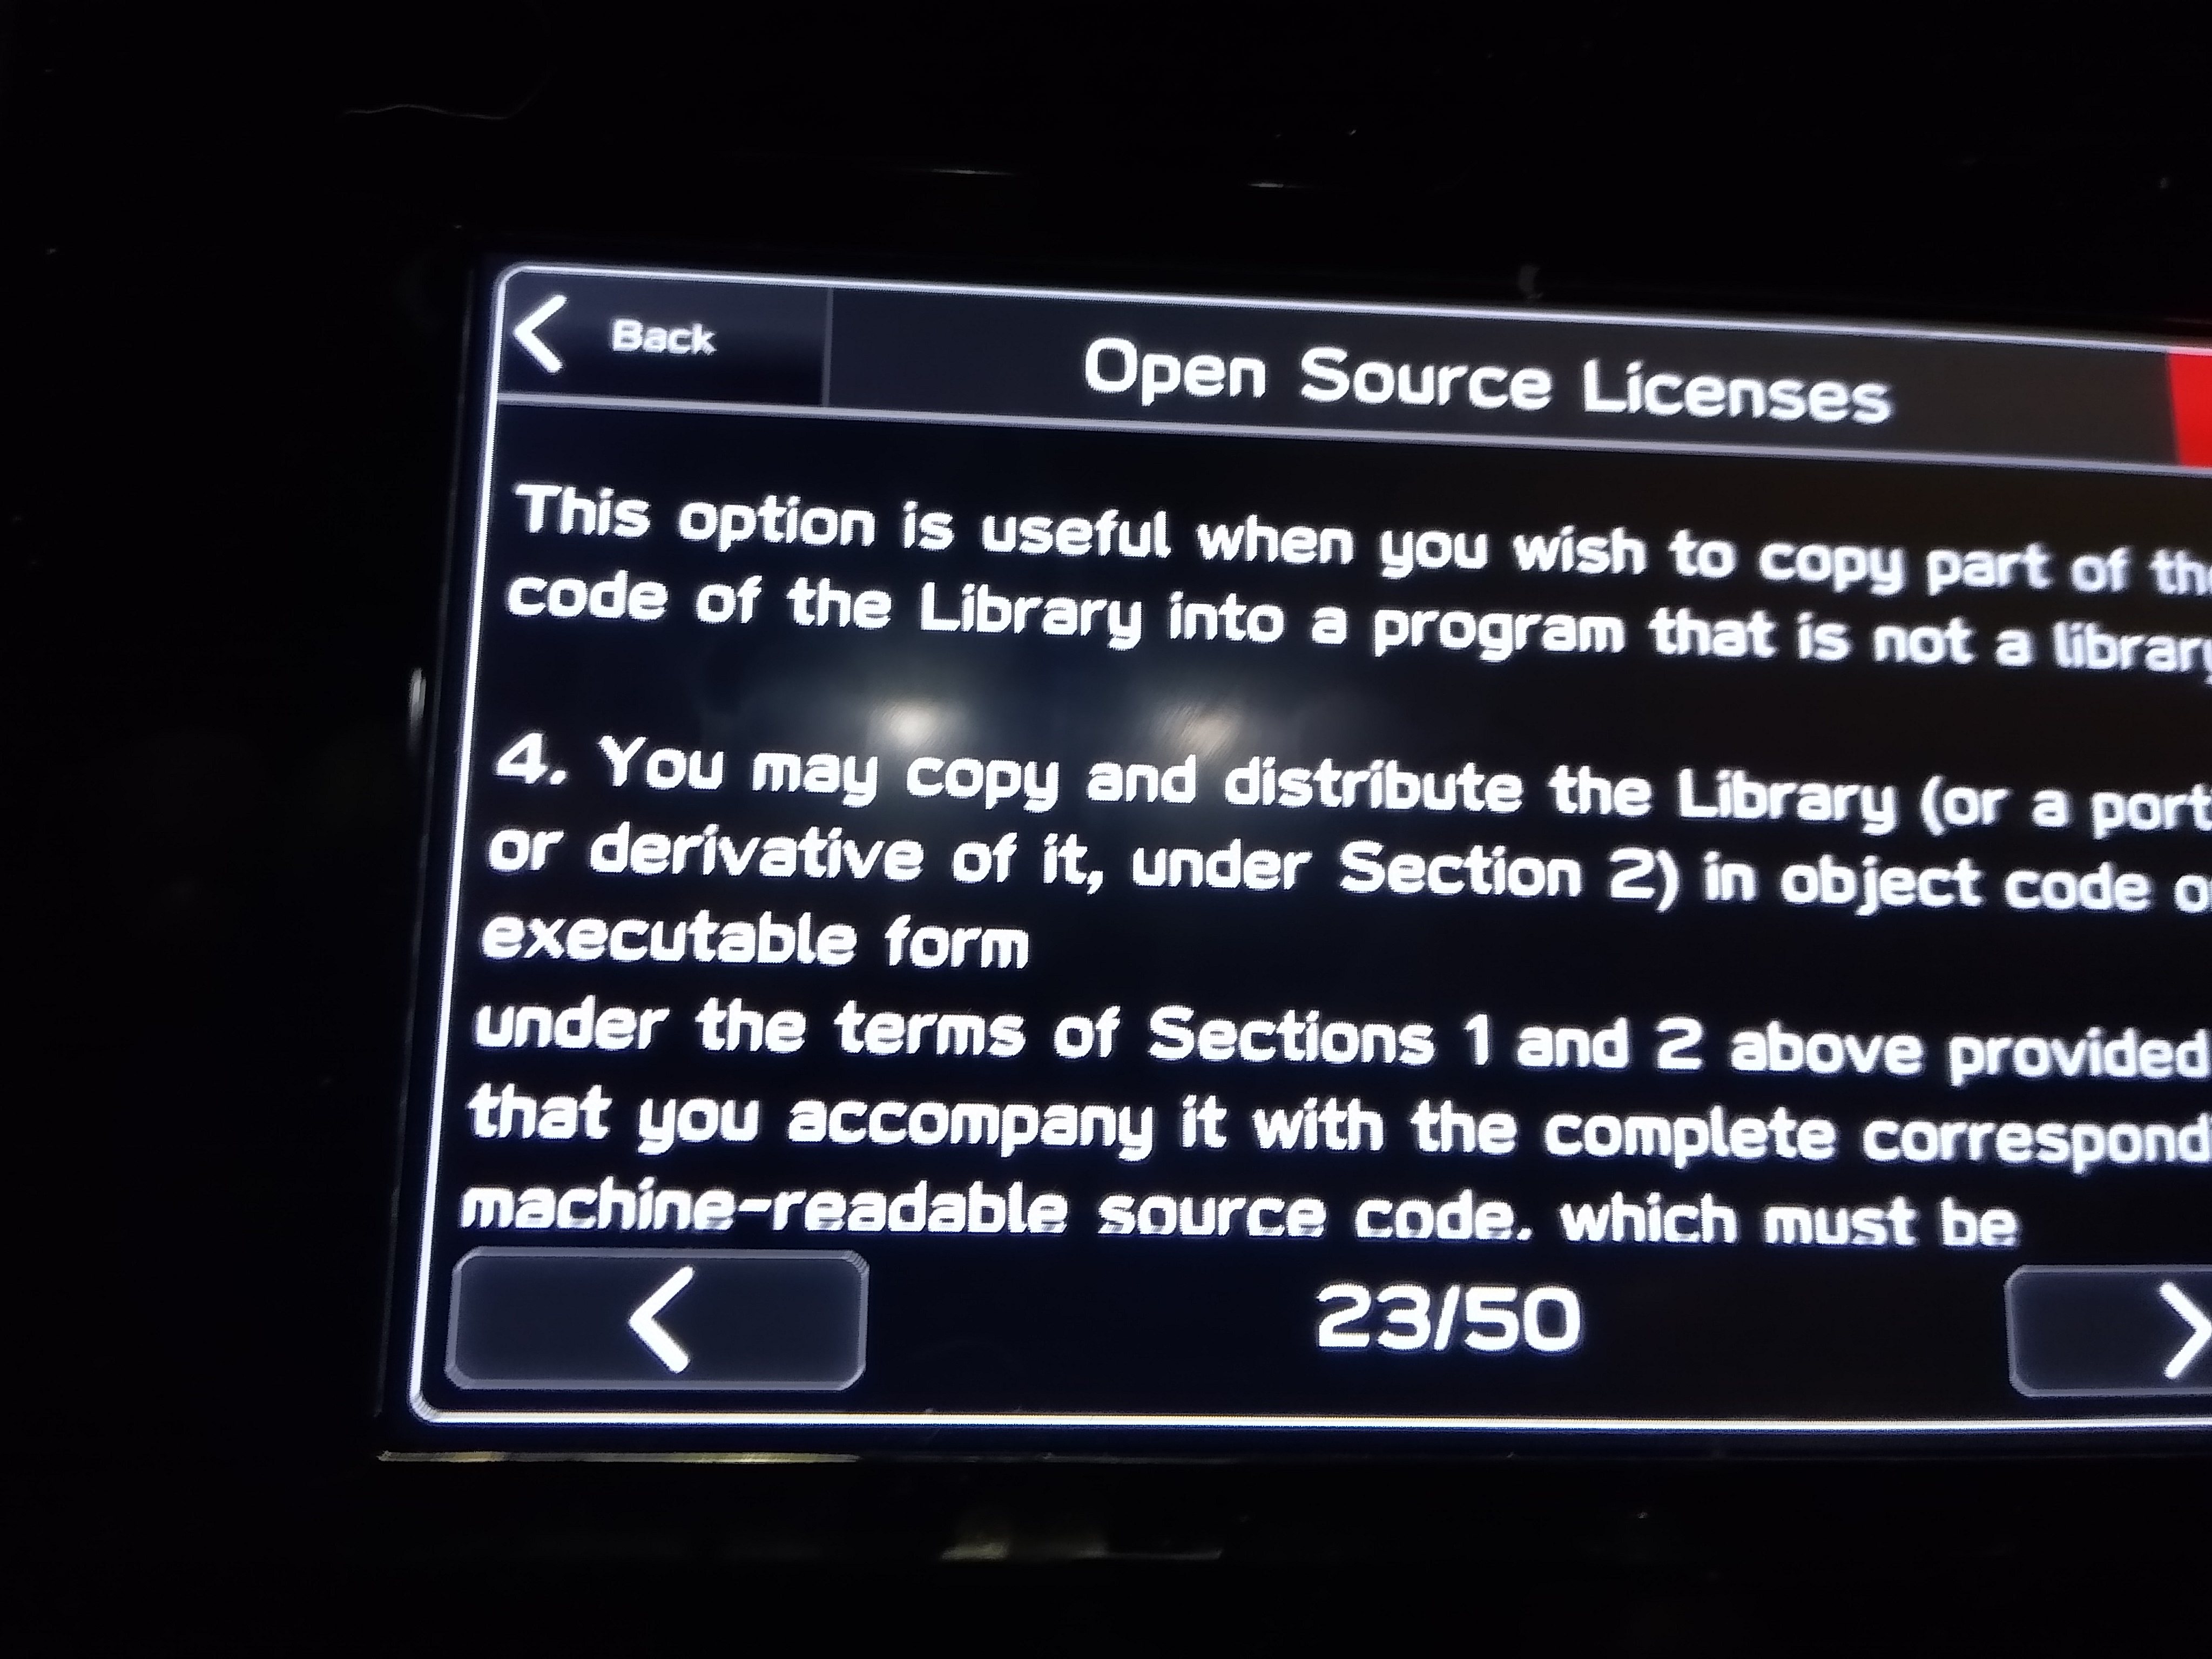 Back
Open Source Licenses
This option is useful when you wish to copy part of
code of the Library into a program that is not a library
4. You may copy and distribute the Library (or a
or derivative of it, under Section 2) in object code
executable form
under the terms of Sections 1 and 2 above provided
that you accompany it with the complete
machine-readable source code. which must be
23/50